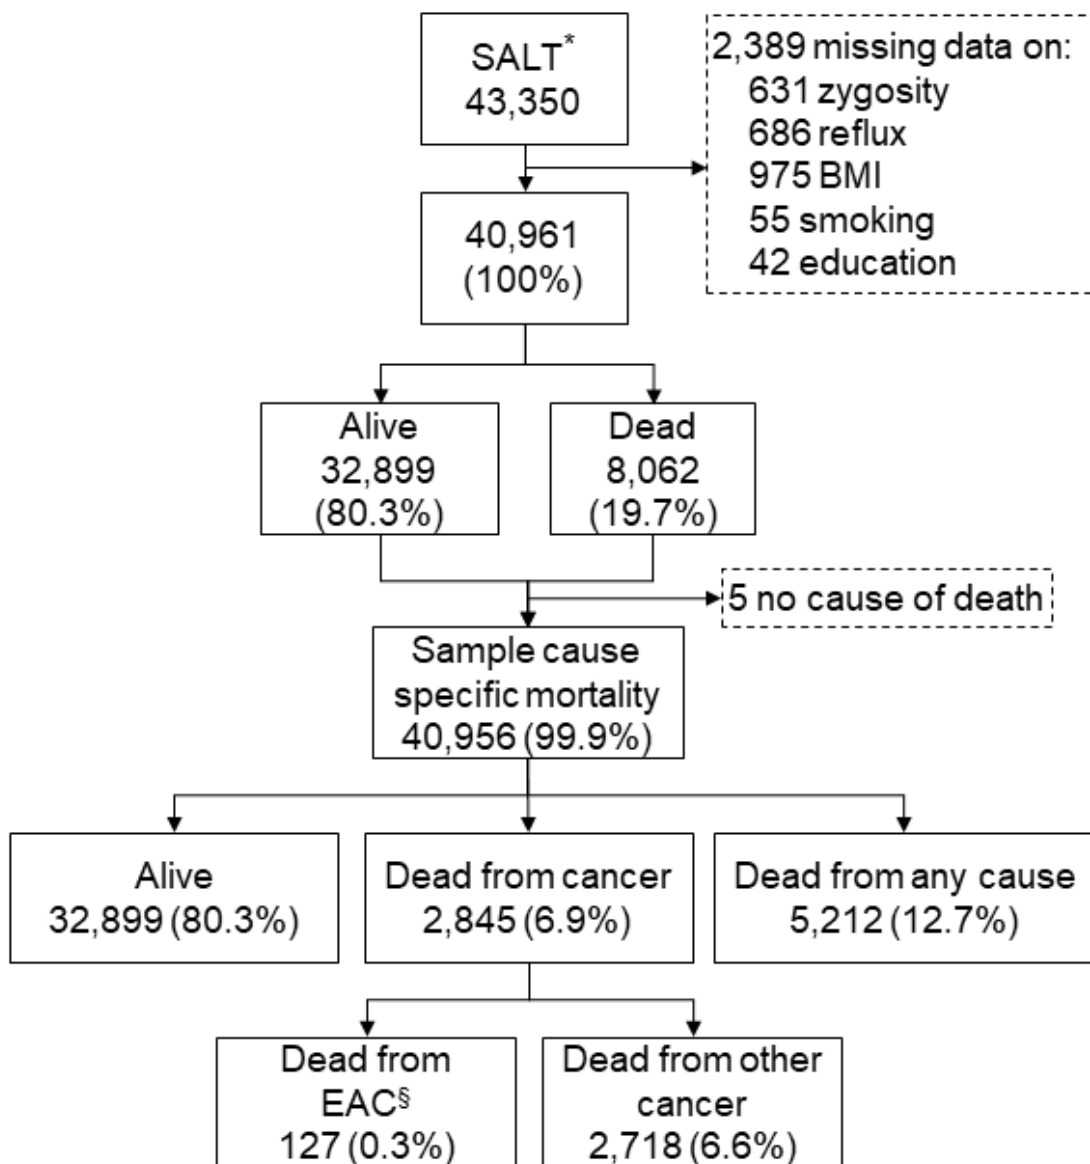 SALT*
43,350
2,389 missing data on:
631 zygosity
686 reflux
975 BMI
55 smoking
42 education
40,961
(100%)
Alive
32,899
(80.3%)
Dead
8,062
(19.7%)
5 no cause of death
Sample cause
specific mortality
40,956 (99.9%)
Alive
32,899 (80.3%)
Dead from cancer
2,845 (6.9%)
Dead from any cause
5,212 (12.7%)
Dead from
EAC§
127 (0.3%)
Dead from other
cancer
2,718 (6.6%)